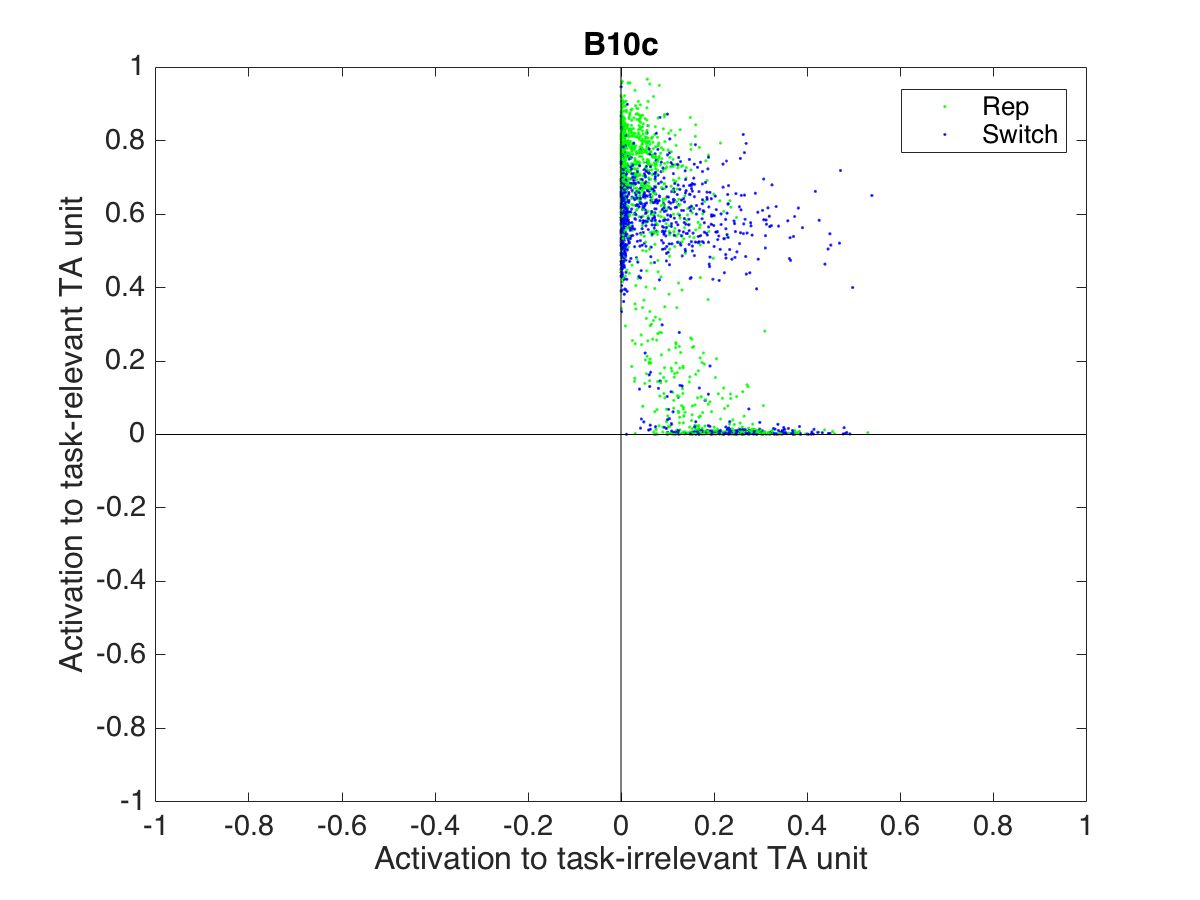 B10c
Rep
Switch
1
0.8
0.6
0.4
0.2
0
-0.2
-0.4
-0.6
-0.8
-1
Activation to task-relevant TA unit
-1 -0.8 -0.6 -0.4 -0.2 0 0.2 0.4 0.6 0.8 1
Activation to task-irrelevant TA unit